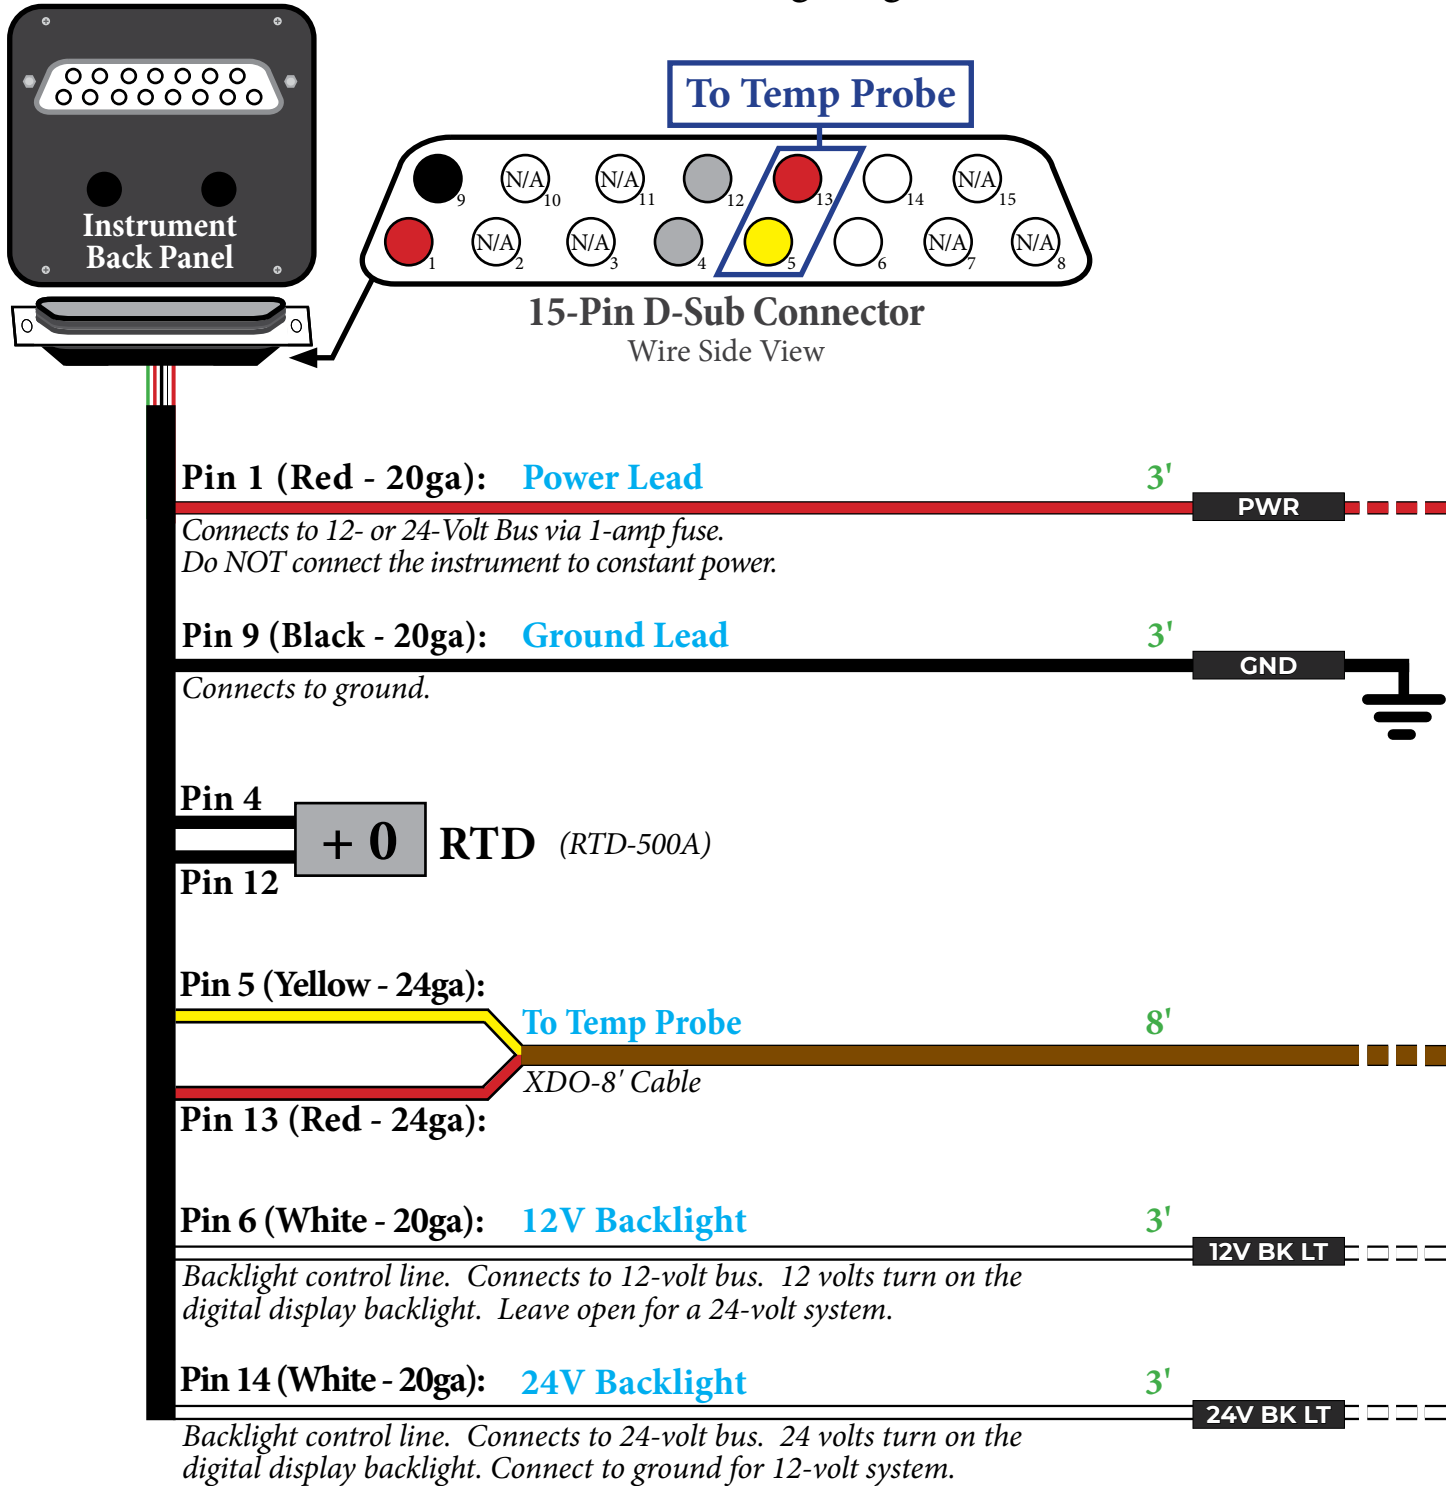 To Temp Probe
N/A
N/A
N/A
9
10
11
12
13
14
15
N/A
N/A
N/A
N/A
1
2
3
4
5
6
7
8
Instrument
Back Panel
15-Pin D-Sub Connector
Wire Side View
Pin 1 (Red - 20ga): Power Lead 3'
PWR
Connects to 12- or 24-Volt Bus via 1-amp fuse.
Do NOT connect the instrument to constant power.
Pin 9 (Black - 20ga): Ground Lead 3'
GND
Connects to ground.
Pin 4
+ 0 RTD (RTD-500A)
Pin 12
Pin 5 (Yellow - 24ga):
To Temp Probe 8'
XDO-8' Cable
Pin 13 (Red - 24ga):
Pin 6 (White - 20ga): 12V Backlight 3'
12V BK LT
Backlight control line. Connects to 12-volt bus. 12 volts turn on the
digital display backlight. Leave open for a 24-volt system.
Pin 14 (White - 20ga): 24V Backlight 3'
24V BK LT
Backlight control line. Connects to 24-volt bus. 24 volts turn on the
digital display backlight. Connect to ground for 12-volt system.